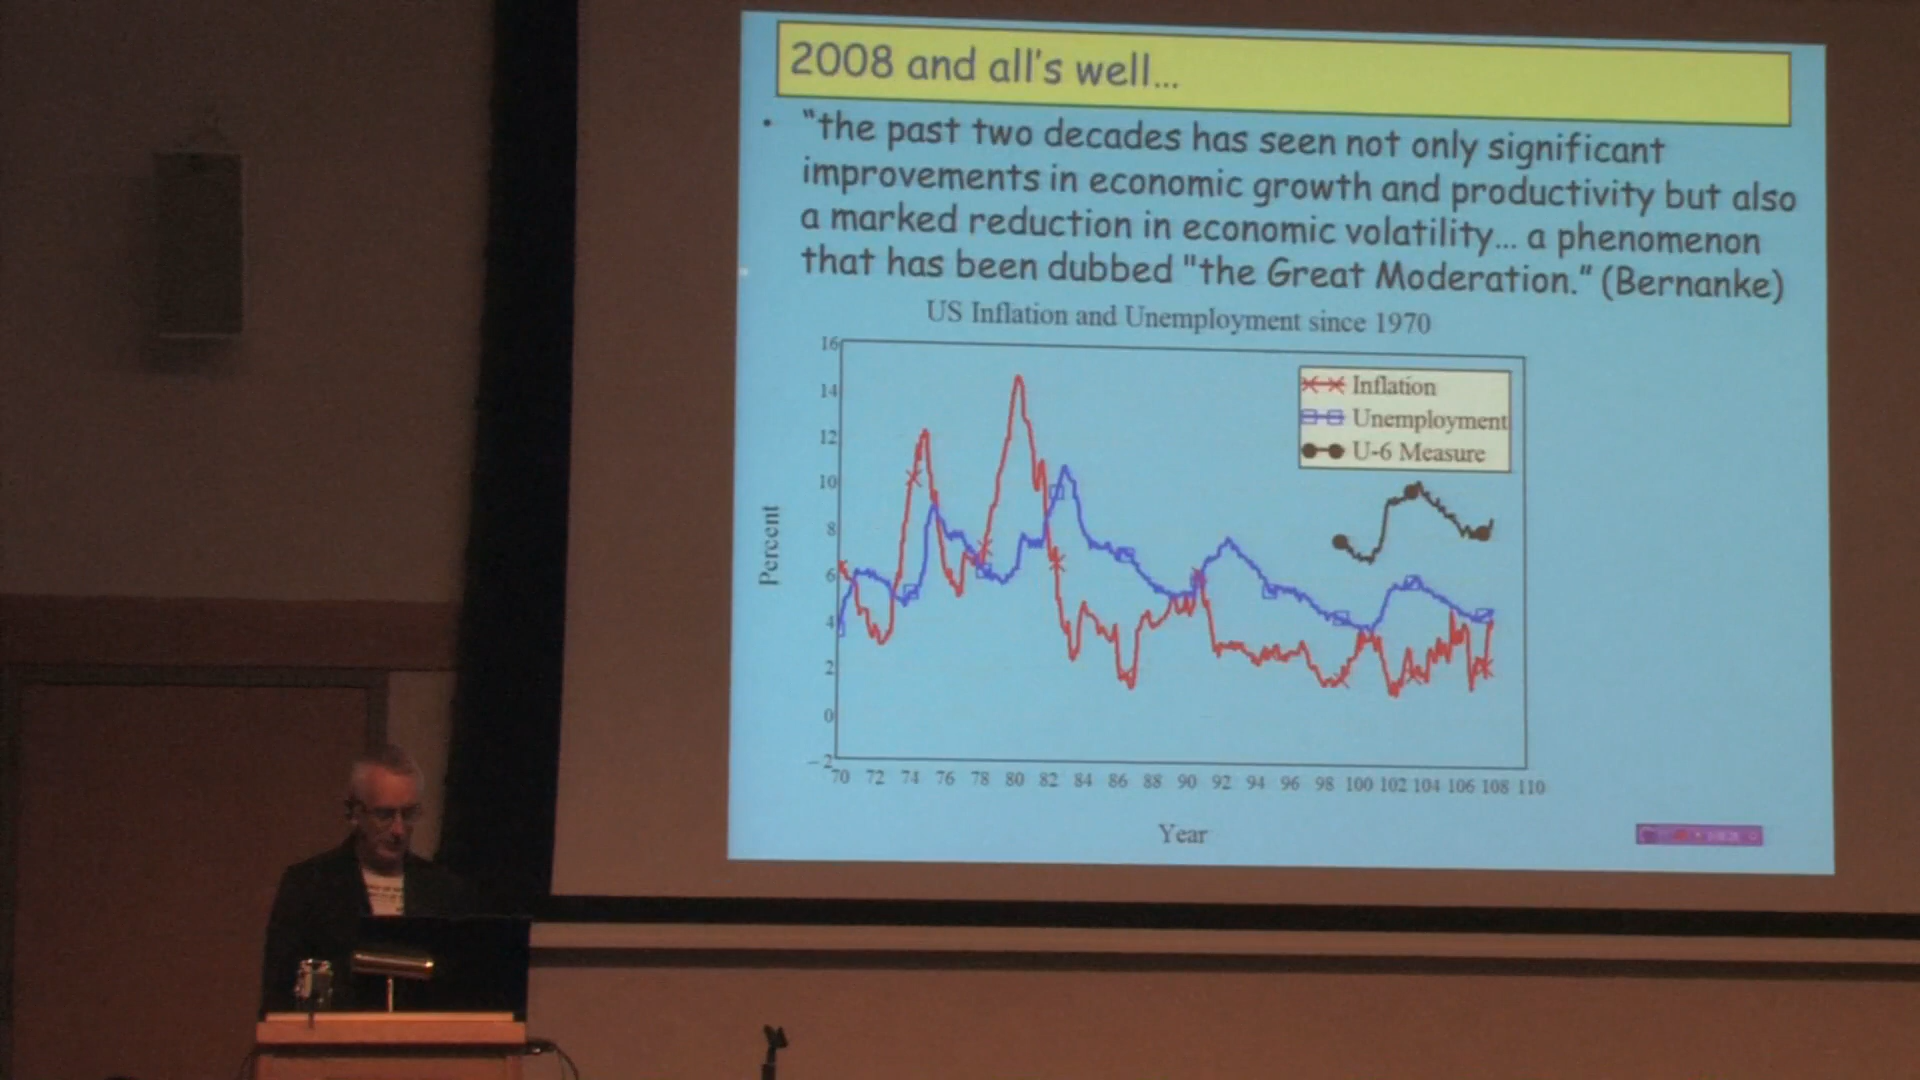 2008 and all's well...
• "the past two decades has seen not only significant
improvements in economic growth and productivity but also
a marked reduction in economic volatility... a phenomenon
that has been dubbed "the Great Moderation." (Bernanke)
US Inflation and Unemployment since 1970
16
14
12
10
8
6
4
2
0
-2
Percent
Inflation
Unemployment
U-6 Measure
70 72 74 76 78 80 82 84 86 88 90 92 94 96 98 100 102 104 106 108 110
Year